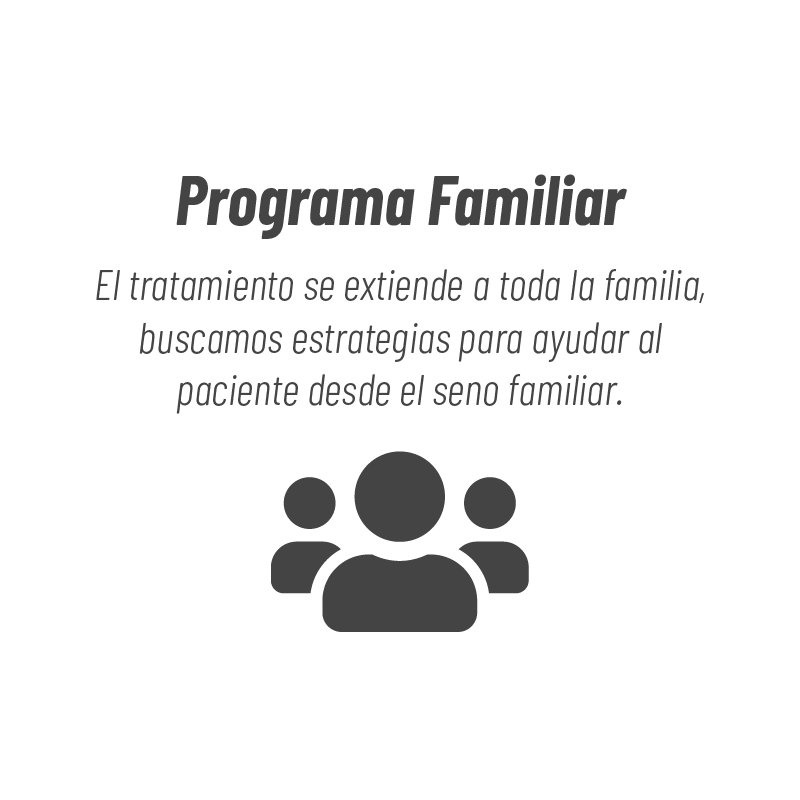 Programa Familiar
El tratamiento se extiende a toda la familia,
buscamos estrategias para ayudar al
paciente desde el seno familiar.